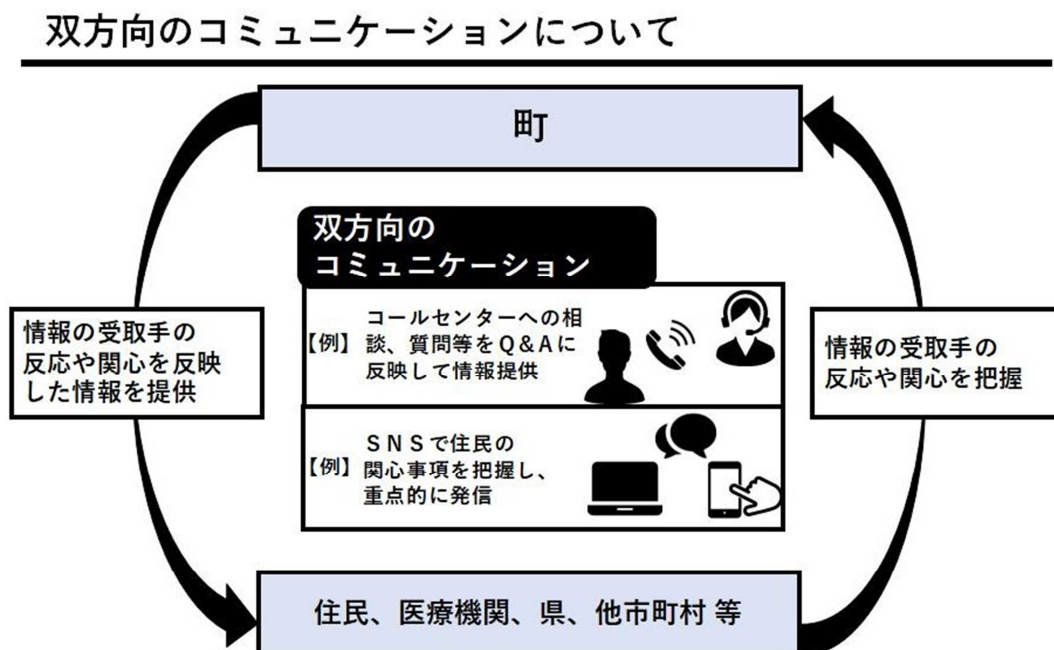 双方向のコミュニケーションについて
町
双方向の
コミュニケーション
情報の受取手の
反応や関心を反映
した情報を提供
【例】
コールセンターへの相
談、質問等をQ&Aに
反映して情報提供
【例】
SNSで住民の
関心事項を把握し、
重点的に発信
情報の受取手の
反応や関心を把握
住民、医療機関、県、他市町村 等